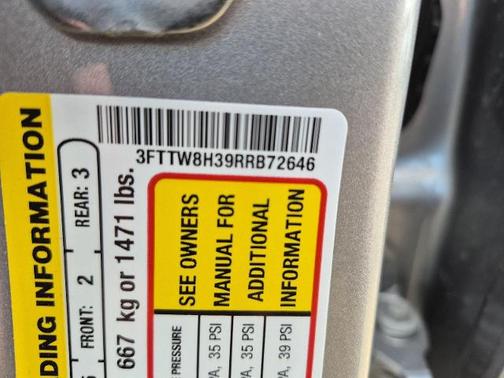 3FTTW8H39RRB72646
DING INFORMATION
FRONT: 2 REAR: 3
667 kg or 1471 lbs.
SEE OWNERS
MANUAL FOR
ADDITIONAL
INFORMATION
PRESSURE
35 PSI
35 PSI
39 PSI